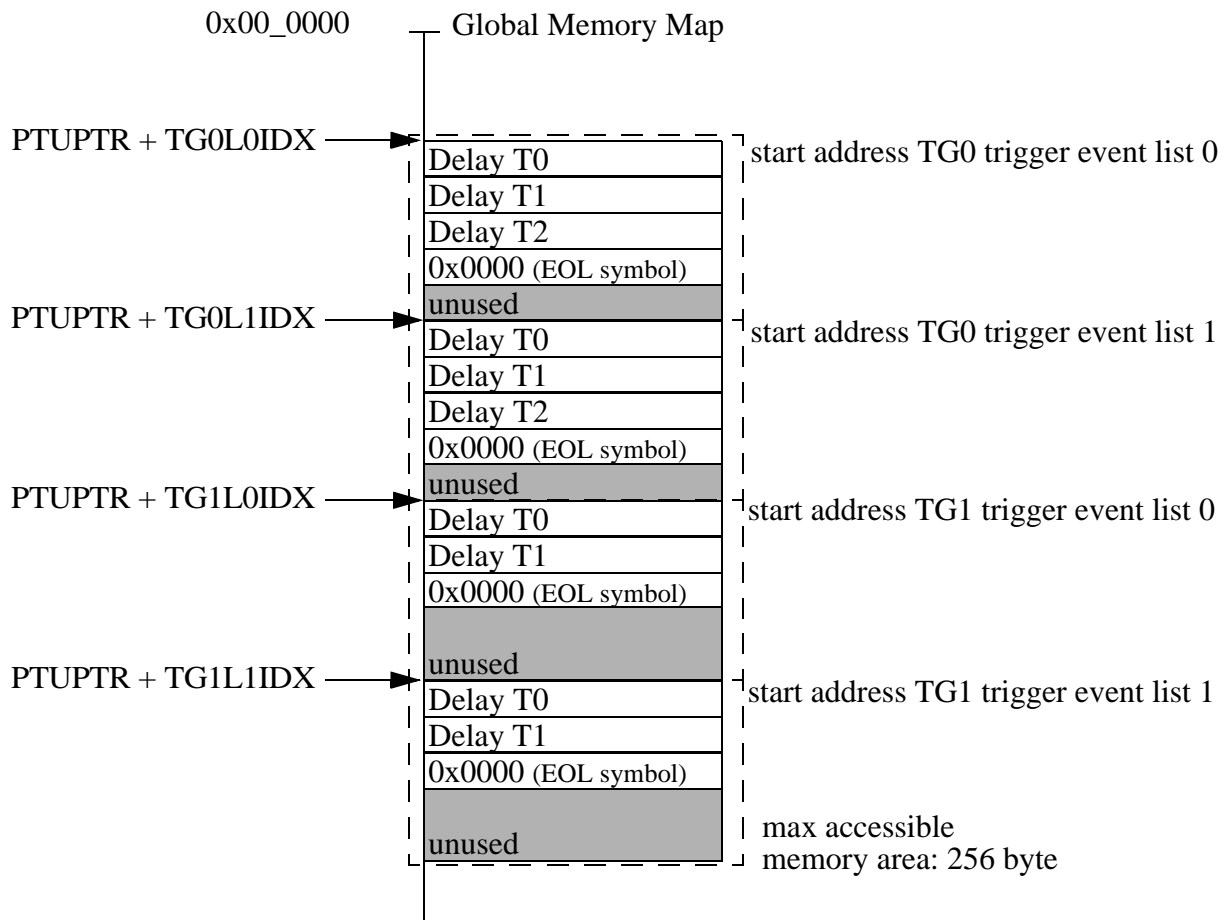 0x00_0000
Global Memory Map
PTUPTR + TG0L0IDX
start address TG0 trigger event list 0
Delay T0
Delay T1
Delay T2
0x0000 (EOL symbol)
unused
PTUPTR + TG0L1IDX
start address TG0 trigger event list 1
Delay T0
Delay T1
Delay T2
0x0000 (EOL symbol)
unused
PTUPTR + TG1L0IDX
start address TG1 trigger event list 0
Delay T0
Delay T1
0x0000 (EOL symbol)
unused
PTUPTR + TG1L1IDX
start address TG1 trigger event list 1
Delay T0
Delay T1
0x0000 (EOL symbol)
unused
max accessible
memory area: 256 byte